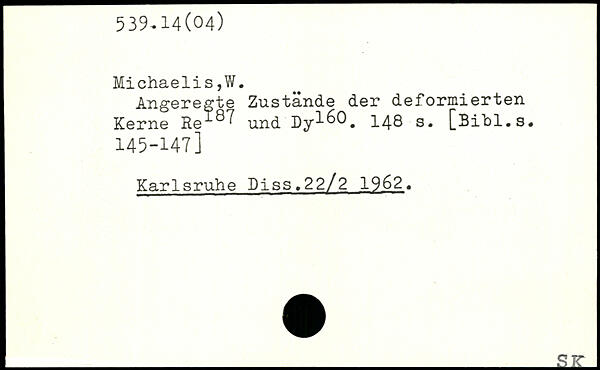 539.14(04)
Michaelis,W.
Angeregte Zustände der deformierten
Kerne Re187 und Dy160. 148 s. [Bibl.s.
145-147]
Karlsruhe Diss.22/2 1962.
SK